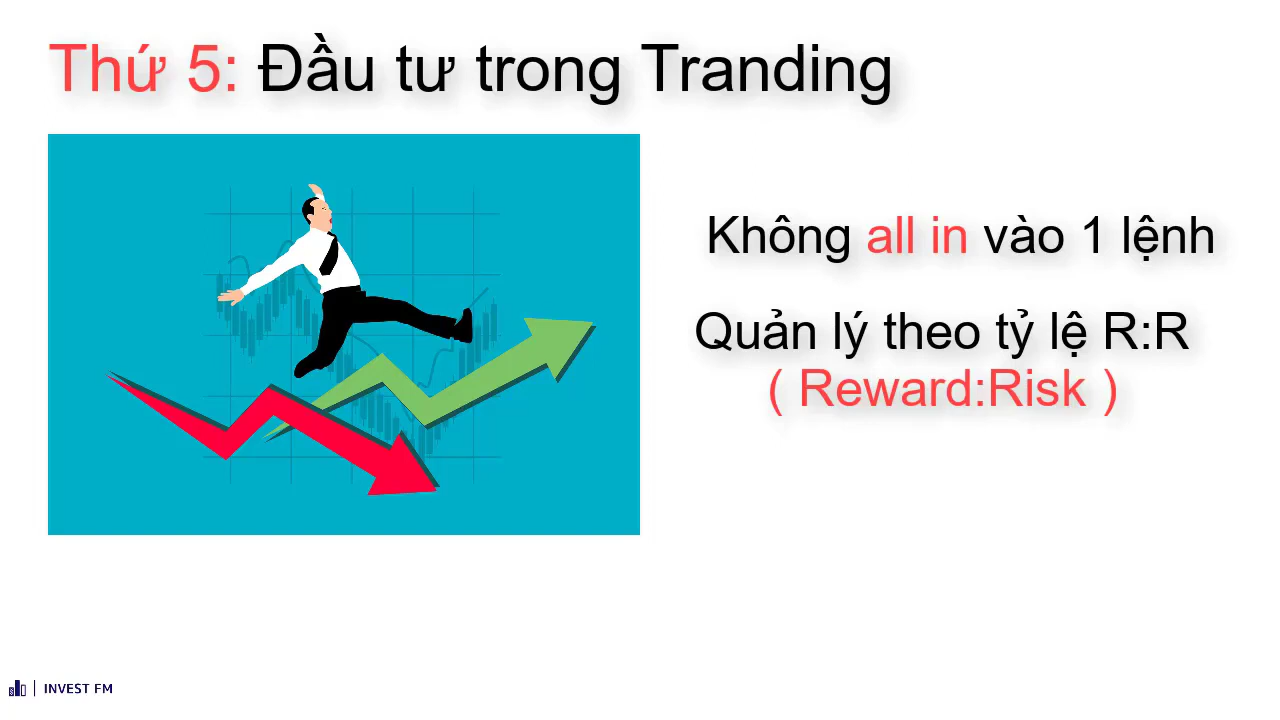 Thứ 5: Đầu tư trong Tranding
Không all in vào 1 lệnh
Quản lý theo tỷ lệ R:R
( Reward:Risk )
INVEST FM